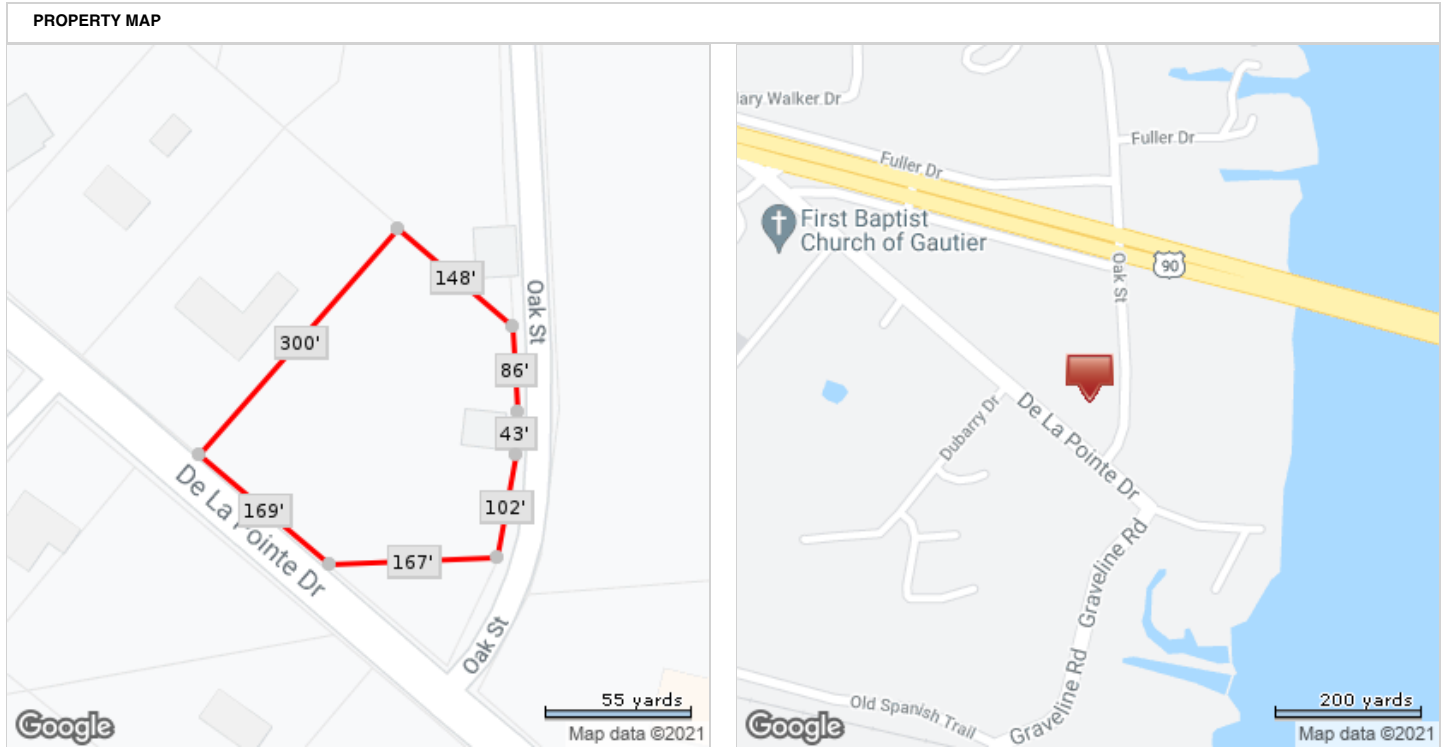 PROPERTY MAP
148'
Oak St
300'
86'
43'
De La Pointe Dr
169'
102'
167'
Oak St
55 yards
Google
Map data ©2021
lary Walker Dr
Fuller Dr
Fuller Dr
First Baptist
Church of Gautier
Oak St
90
De La Pointe Dr
Dubarry Dr
Graveline Rd
Old Spanish Trail
Graveline Rd
200 yards
Google
Map data ©2021